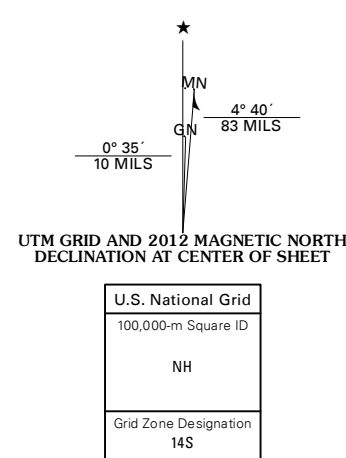 ★
MN
4° 40´
83 MILS
GN
0° 35´
10 MILS
UTM GRID AND 2012 MAGNETIC NORTH
DECLINATION AT CENTER OF SHEET
U.S. National Grid
100,000-m Square ID
NH
Grid Zone Designation
14S